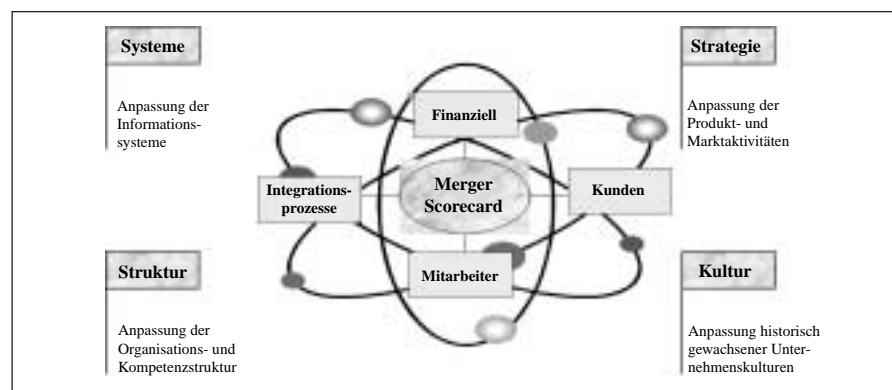 Systeme
Anpassung der
Informations-
systeme
Strategie
Anpassung der
Produkt- und
Marktaktivitäten
Finanziell
Integrations-
prozesse
Merger
Scorecard
Kunden
Mitarbeiter
Struktur
Anpassung der
Organisations- und
Kompetenzstruktur
Kultur
Anpassung historisch
gewachsener Unter-
nehmenskulturen